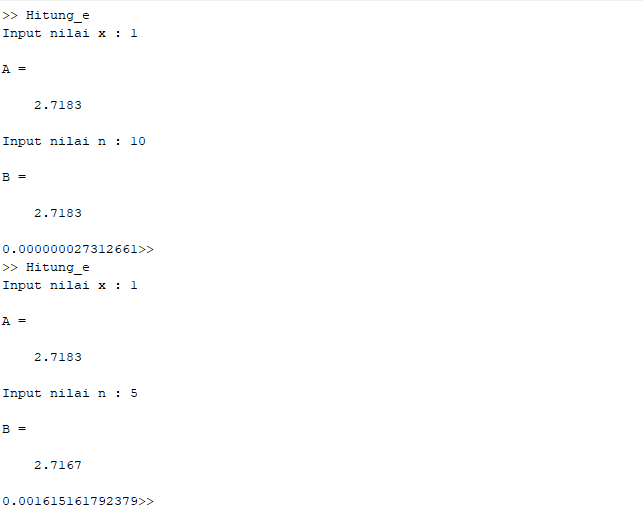 >> Hitung_e
Input nilai x : 1
A =
2.7183
Input nilai n : 10
B =
2.7183
0.000000027312661>>
>> Hitung_e
Input nilai x : 1
A =
2.7183
Input nilai n : 5
B =
2.7167
0.001615161792379>>